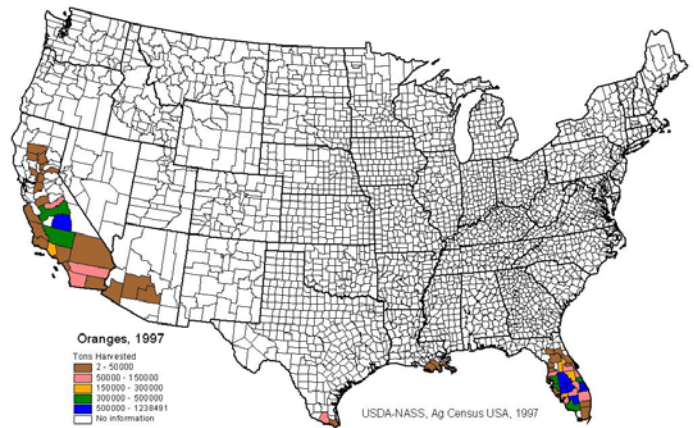 Oranges, 1997
Tons Harvested
2 - 50000
50000 - 150000
150000 - 300000
300000 - 500000
500000 - 1238491
No information
USDA-NASS, Ag Census USA, 1997